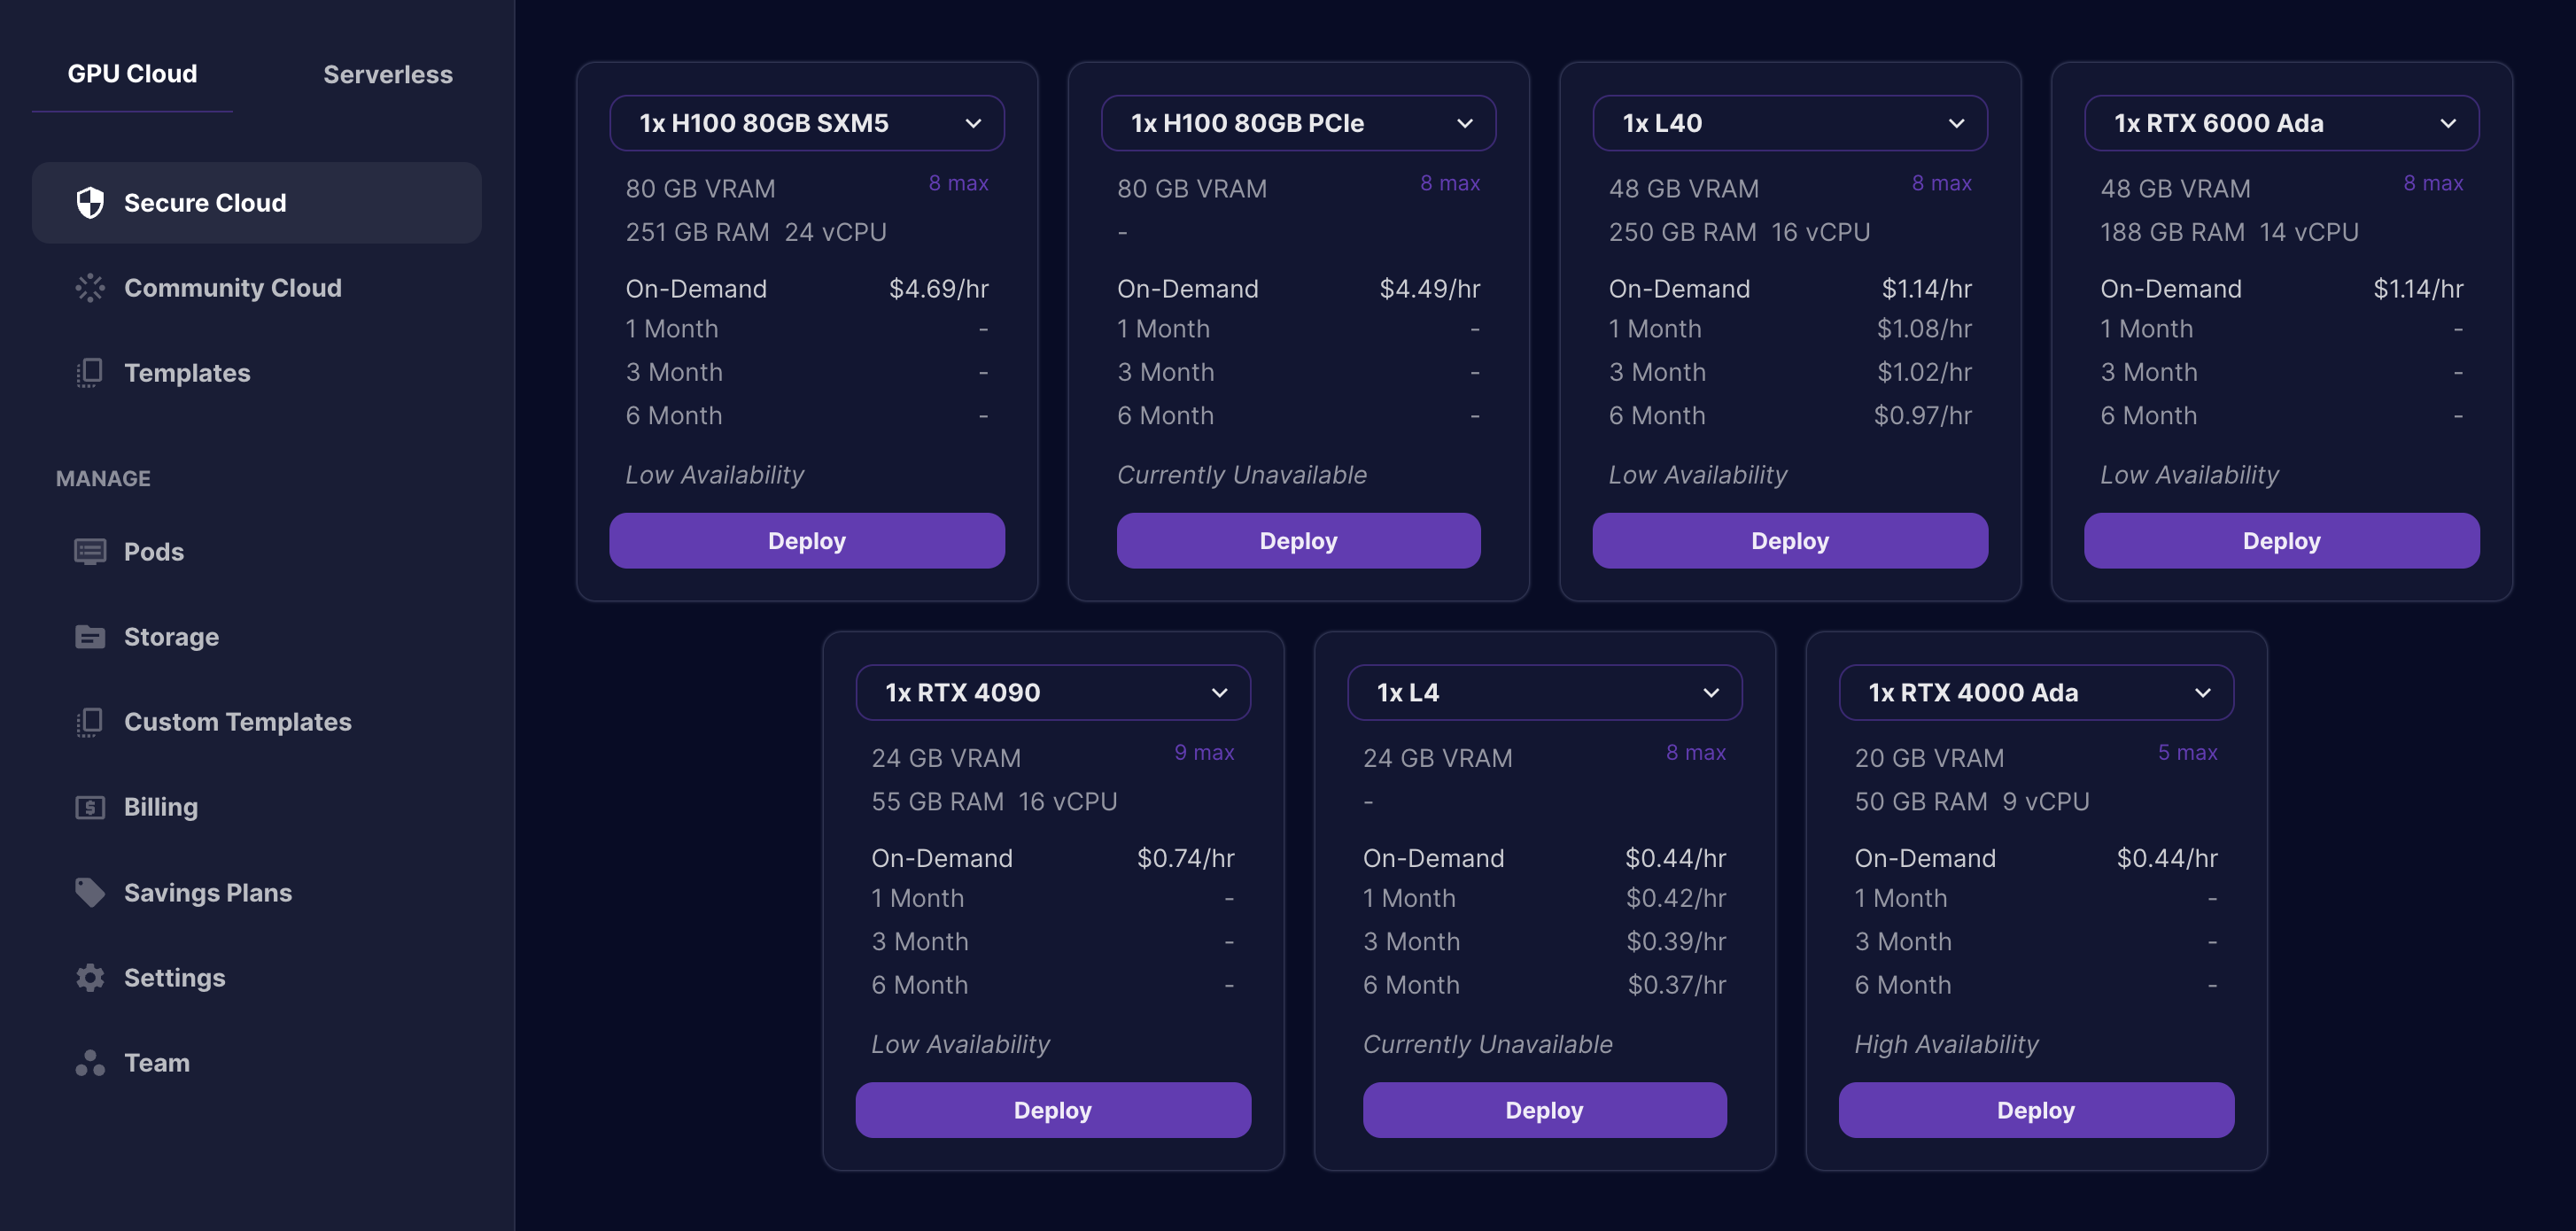 GPU Cloud
Serverless
Secure Cloud
Community Cloud
Templates
MANAGE
Pods
Storage
Custom Templates
Billing
Savings Plans
Settings
Team
1x H100 80GB SXM5
80 GB VRAM 8 max
251 GB RAM 24 vCPU
On-Demand $4.69/hr
1 Month -
3 Month -
6 Month -
Low Availability
Deploy
1x H100 80GB PCIe
80 GB VRAM 8 max
-
On-Demand $4.49/hr
1 Month -
3 Month -
6 Month -
Currently Unavailable
Deploy
1x L40
48 GB VRAM 8 max
250 GB RAM 16 vCPU
On-Demand $1.14/hr
1 Month $1.08/hr
3 Month $1.02/hr
6 Month $0.97/hr
Low Availability
Deploy
1x RTX 6000 Ada
48 GB VRAM 8 max
188 GB RAM 14 vCPU
On-Demand $1.14/hr
1 Month -
3 Month -
6 Month -
Low Availability
Deploy
1x RTX 4090
24 GB VRAM 9 max
55 GB RAM 16 vCPU
On-Demand $0.74/hr
1 Month -
3 Month -
6 Month -
Low Availability
Deploy
1x L4
24 GB VRAM 8 max
-
On-Demand $0.44/hr
1 Month $0.42/hr
3 Month $0.39/hr
6 Month $0.37/hr
Currently Unavailable
Deploy
1x RTX 4000 Ada
20 GB VRAM 5 max
50 GB RAM 9 vCPU
On-Demand $0.44/hr
1 Month -
3 Month -
6 Month -
High Availability
Deploy